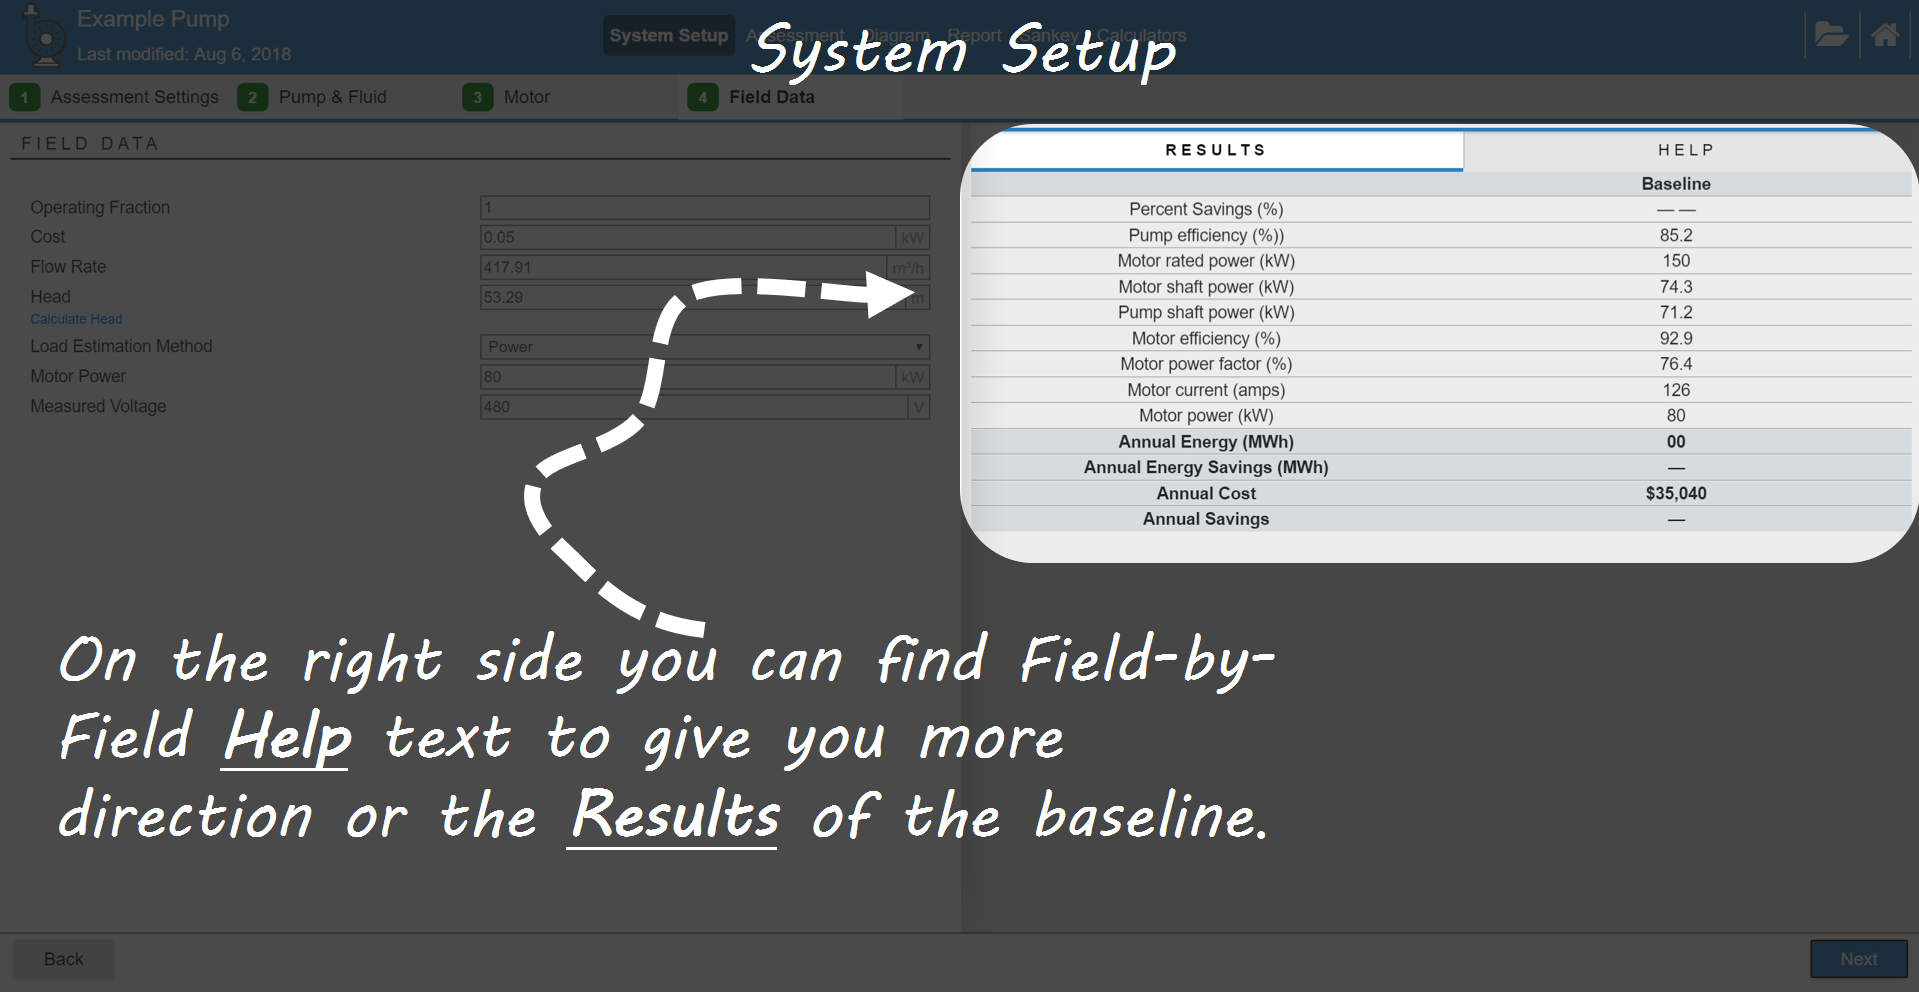 Example Pump
Last modified: Aug 6, 2018
System Setup Assessment Diagram Report Sankey Calculators
System Setup
1 Assessment Settings 2 Pump & Fluid 3 Motor 4 Field Data
FIELD DATA
Operating Fraction 1
Cost 0.05 kW
Flow Rate 417.91 m³/h
Head 53.29 m
Calculate Head
Load Estimation Method Power
Motor Power 80 kW
Measured Voltage 480 V
RESULTS HELP
Baseline
Percent Savings (%) — —
Pump efficiency (%)) 85.2
Motor rated power (kW) 150
Motor shaft power (kW) 74.3
Pump shaft power (kW) 71.2
Motor efficiency (%) 92.9
Motor power factor (%) 76.4
Motor current (amps) 126
Motor power (kW) 80
Annual Energy (MWh) 00
Annual Energy Savings (MWh) —
Annual Cost $35,040
Annual Savings —
On the right side you can find Field-by-
Field Help text to give you more
direction or the Results of the baseline.
Back Next